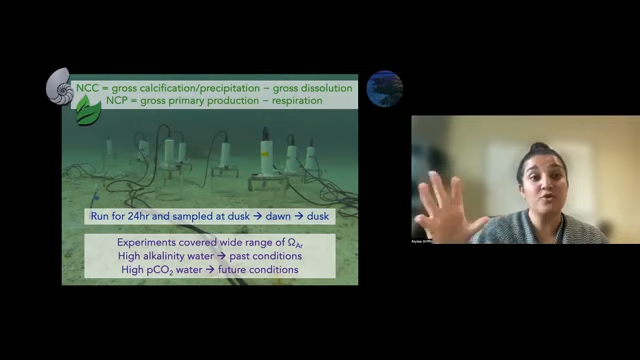 NCC = gross calcification/precipitation − gross dissolution
NCP = gross primary production − respiration
Run for 24hr and sampled at dusk → dawn → dusk
Experiments covered wide range of ΩAr
High alkalinity water → past conditions
High pCO₂ water → future conditions